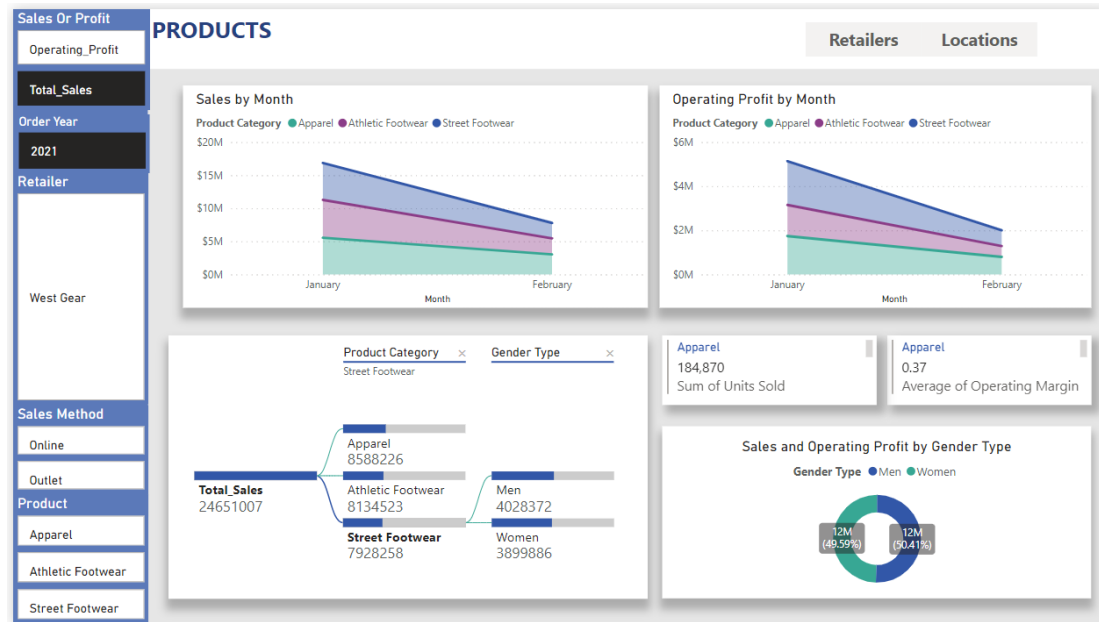 Sales Or Profit
Operating_Profit
Total_Sales
Order Year
2021
Retailer
West Gear
Sales Method
Online
Outlet
Product
Apparel
Athletic Footwear
Street Footwear
PRODUCTS
Retailers
Locations
Sales by Month
Product Category Apparel Athletic Footwear Street Footwear
$20M
$15M
$10M
$5M
$0M
January February
Month
Operating Profit by Month
Product Category Apparel Athletic Footwear Street Footwear
$6M
$4M
$2M
$0M
January February
Month
Product Category × Gender Type ×
Street Footwear
Total_Sales
24651007
Apparel
8588226
Athletic Footwear
8134523
Street Footwear
7928258
Men
4028372
Women
3899886
Apparel
184,870
Sum of Units Sold
Apparel
0.37
Average of Operating Margin
Sales and Operating Profit by Gender Type
Gender Type Men Women
12M
(49.59%)
12M
(50.41%)